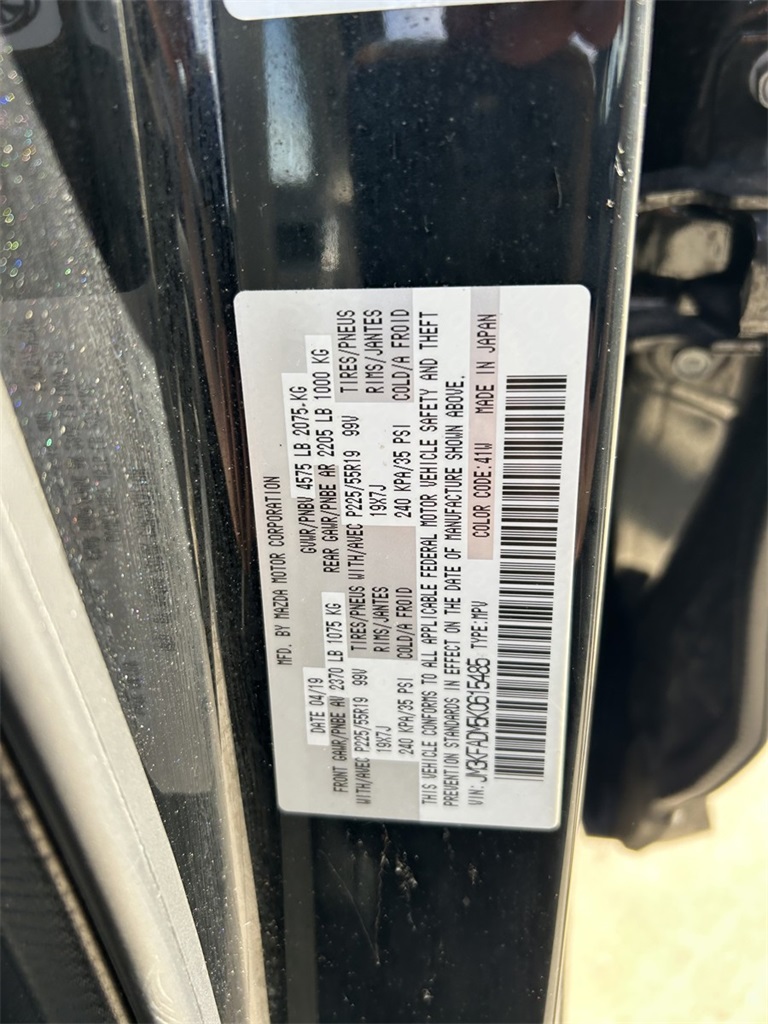 MFD. BY MAZDA MOTOR CORPORATION
DATE 04/19 GVWR/PNBV 4575 LB 2075 KG
FRONT GAWR/PNBE AV 2370 LB 1075 KG REAR GAWR/PNBE AR 2205 LB 1000 KG
WITH/AVEC P225/55R19 99V TIRES/PNEUS WITH/AVEC P225/55R19 99V TIRES/PNEUS
19X7J RIMS/JANTES 19X7J RIMS/JANTES
240 KPA/35 PSI COLD/A FROID 240 KPA/35 PSI COLD/A FROID
THIS VEHICLE CONFORMS TO ALL APPLICABLE FEDERAL MOTOR VEHICLE SAFETY AND THEFT
PREVENTION STANDARDS IN EFFECT ON THE DATE OF MANUFACTURE SHOWN ABOVE.
VIN: JM3KFADM5K0615485 TYPE:MPV COLOR CODE:41W MADE IN JAPAN